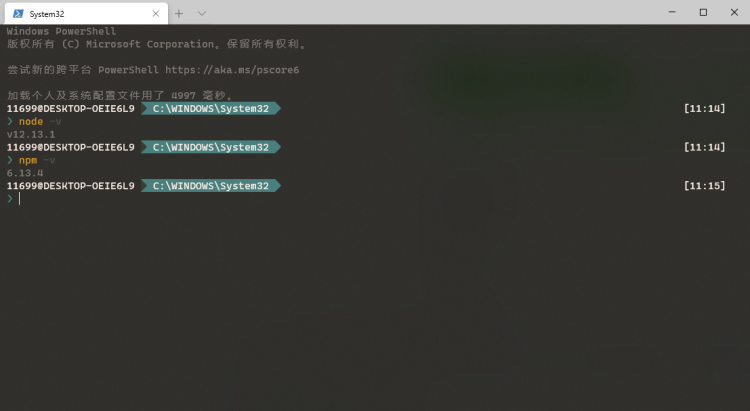 System32
Windows PowerShell
版权所有 (C) Microsoft Corporation。保留所有权利。
尝试新的跨平台 PowerShell https://aka.ms/pscore6
加载个人及系统配置文件用了 4997 毫秒。
116990@DESKTOP-OEIE6L9 C:\WINDOWS\System32 [11:14]
❯ node -v
v12.13.1
116990@DESKTOP-OEIE6L9 C:\WINDOWS\System32 [11:14]
❯ npm -v
6.13.4
116990@DESKTOP-OEIE6L9 C:\WINDOWS\System32 [11:15]
❯